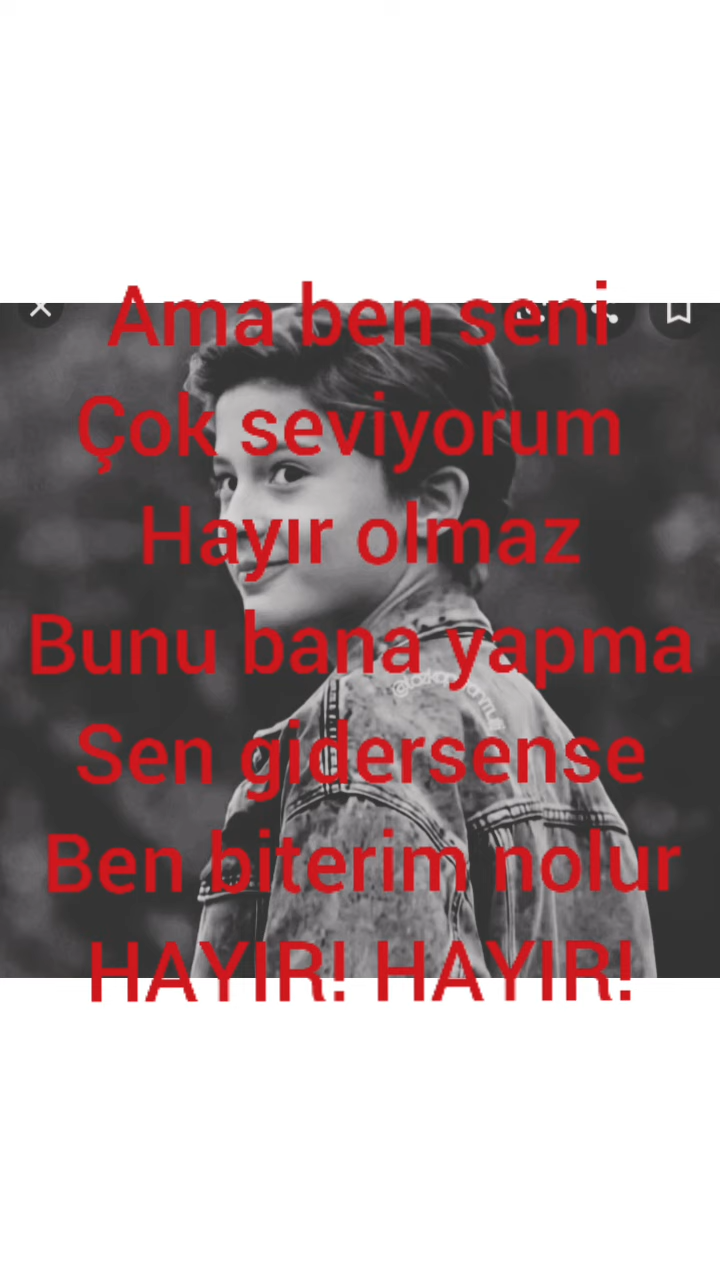 Ama ben seni
Çok seviyorum
Hayır olmaz
Bunu bana yapma
Sen gidersense
Ben biterim nolur
HAYIR! HAYIR!